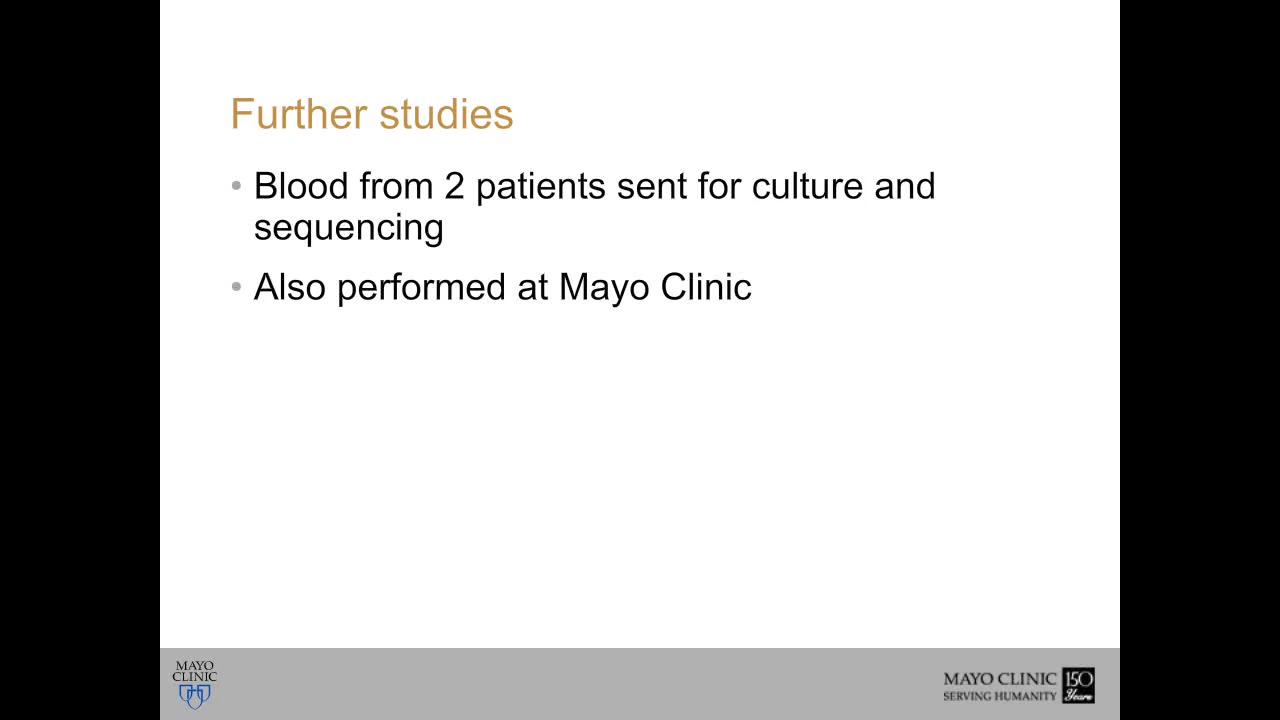 Further studies
• Blood from 2 patients sent for culture and
sequencing
• Also performed at Mayo Clinic
MAYO
CLINIC
MAYO CLINIC 150
SERVING HUMANITY Years